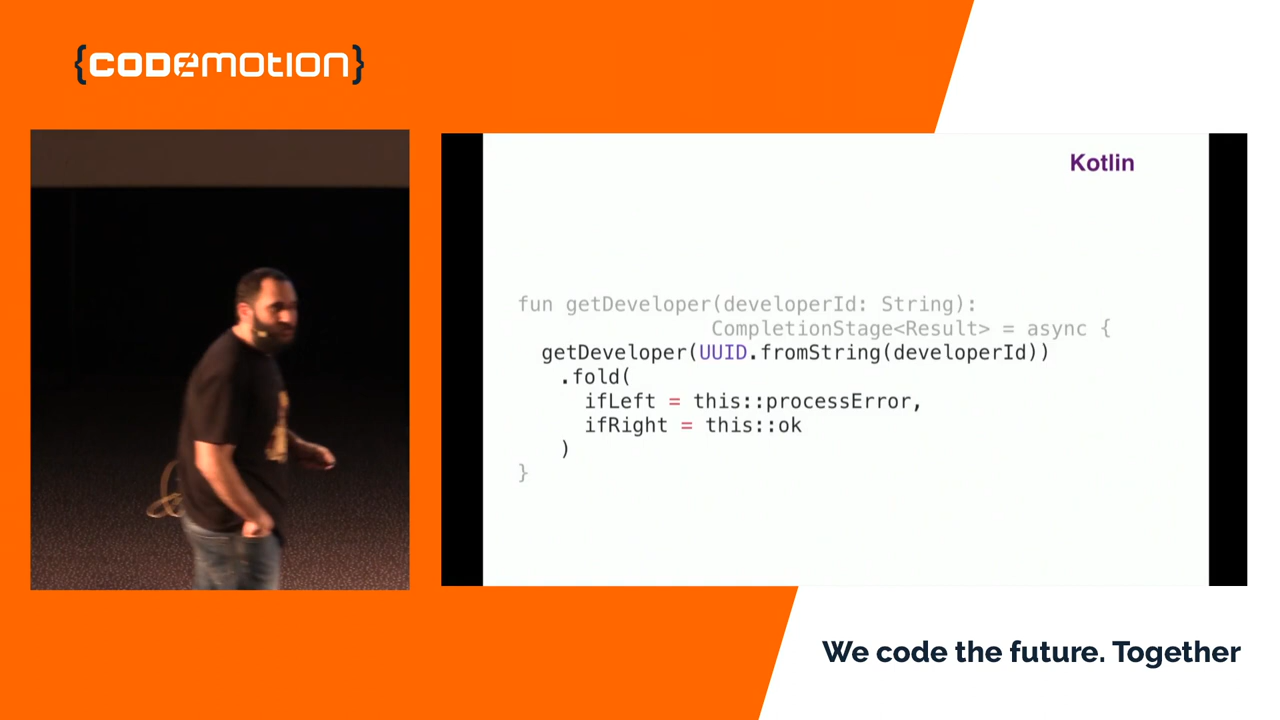 {CODEMOTION}
Kotlin
fun getDeveloper(developerId: String):
CompletionStage<Result> = async {
getDeveloper(UUID.fromString(developerId))
.fold(
ifLeft = this::processError,
ifRight = this::ok
)
}
We code the future. Together